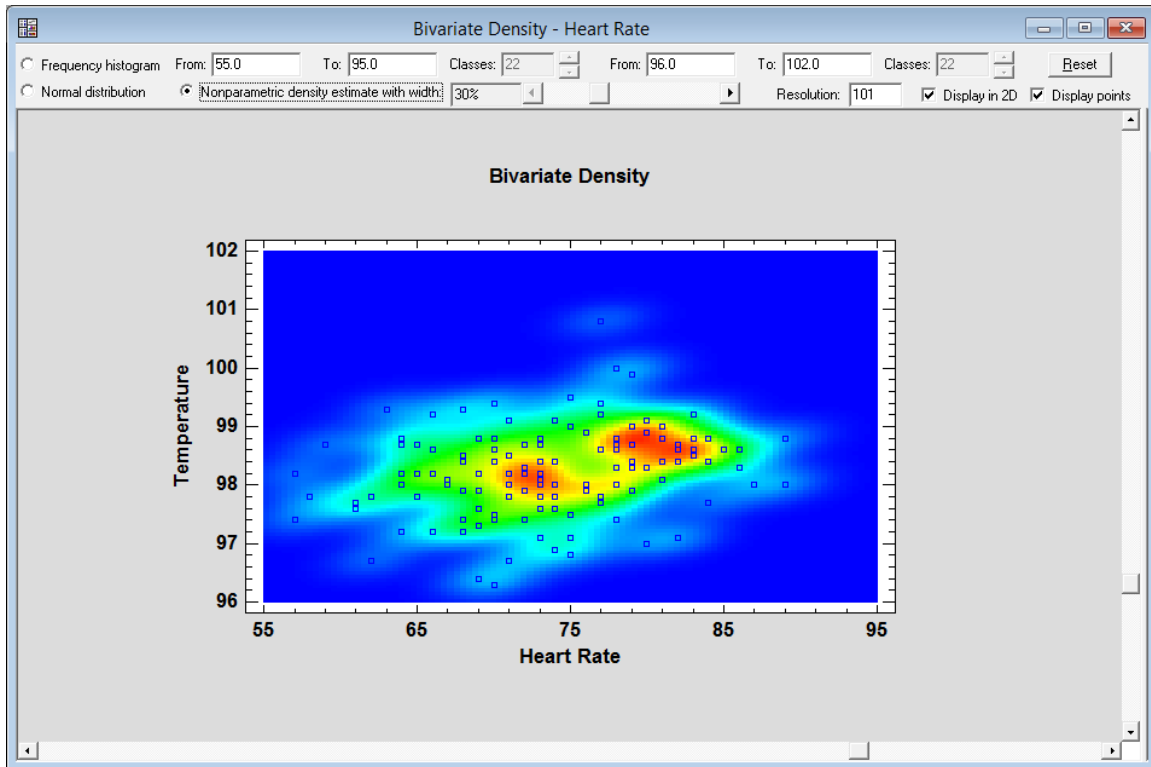 Bivariate Density - Heart Rate
Frequency histogram From: 55.0 To: 95.0 Classes: 22 From: 96.0 To: 102.0 Classes: 22 Reset
Normal distribution Nonparametric density estimate with width: 30% Resolution: 101 Display in 2D Display points
Bivariate Density
102
101
100
99
98
97
96
Temperature
55 65 75 85 95
Heart Rate